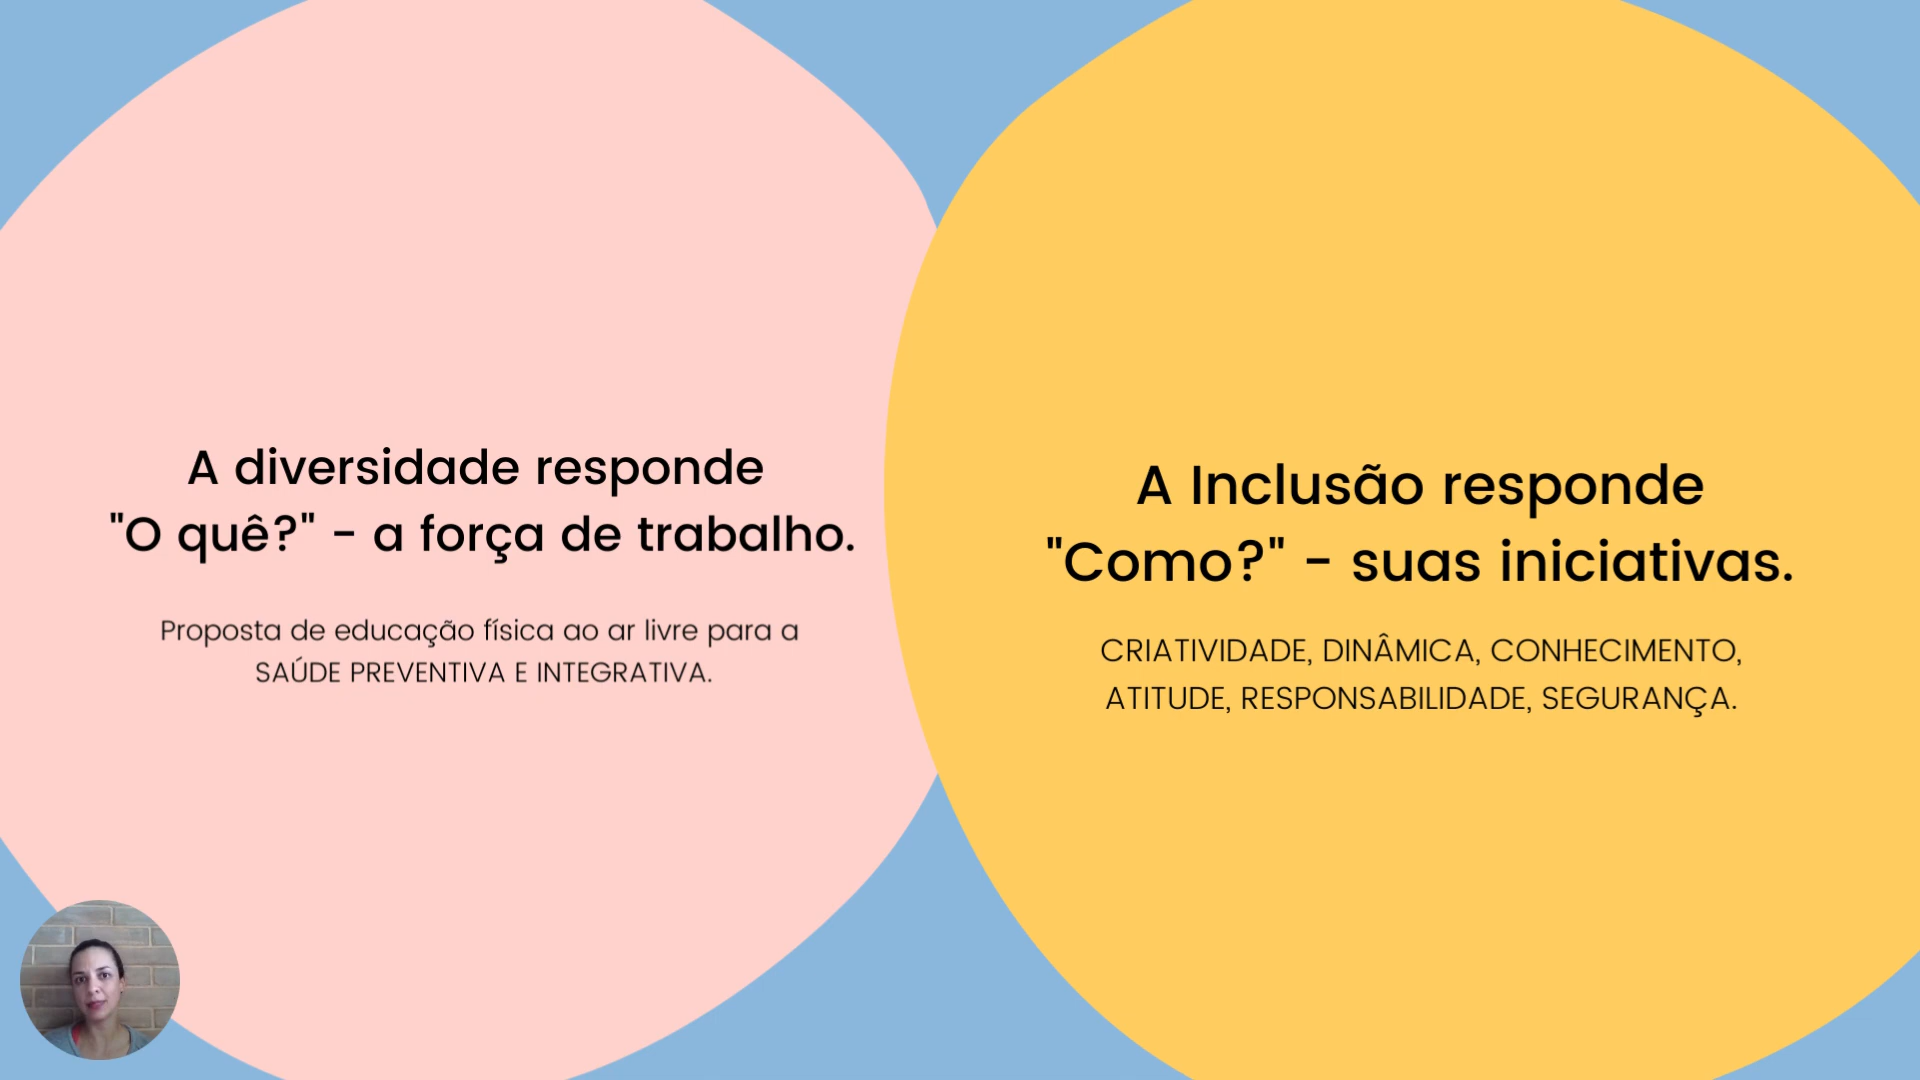 A diversidade responde
"O quê?" - a força de trabalho.
Proposta de educação física ao ar livre para a
SAÚDE PREVENTIVA E INTEGRATIVA.
A Inclusão responde
"Como?" - suas iniciativas.
CRIATIVIDADE, DINÂMICA, CONHECIMENTO,
ATITUDE, RESPONSABILIDADE, SEGURANÇA.